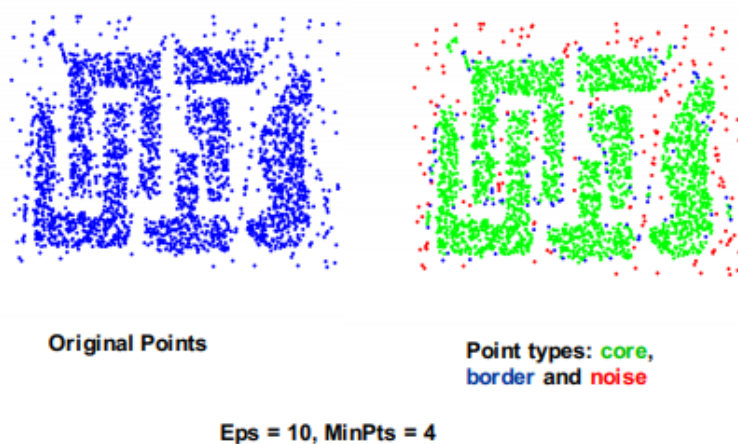 Original Points
Point types: core,
border and noise
Eps = 10, MinPts = 4